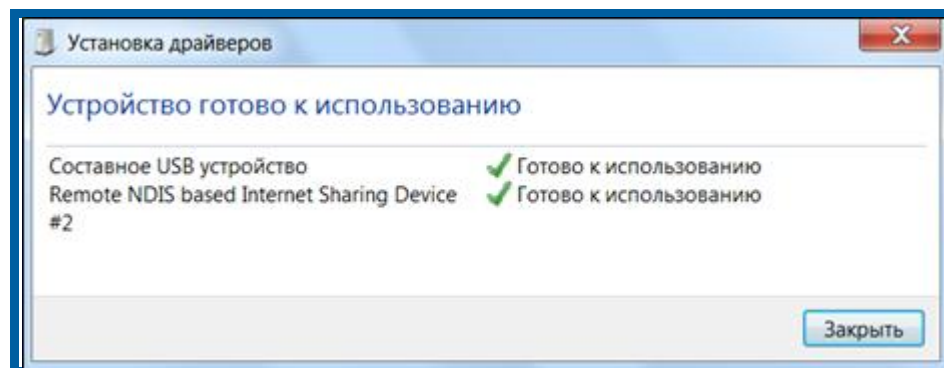 Установка драйверов
Устройство готово к использованию
Составное USB устройство Готово к использованию
Remote NDIS based Internet Sharing Device Готово к использованию
#2
Закрыть